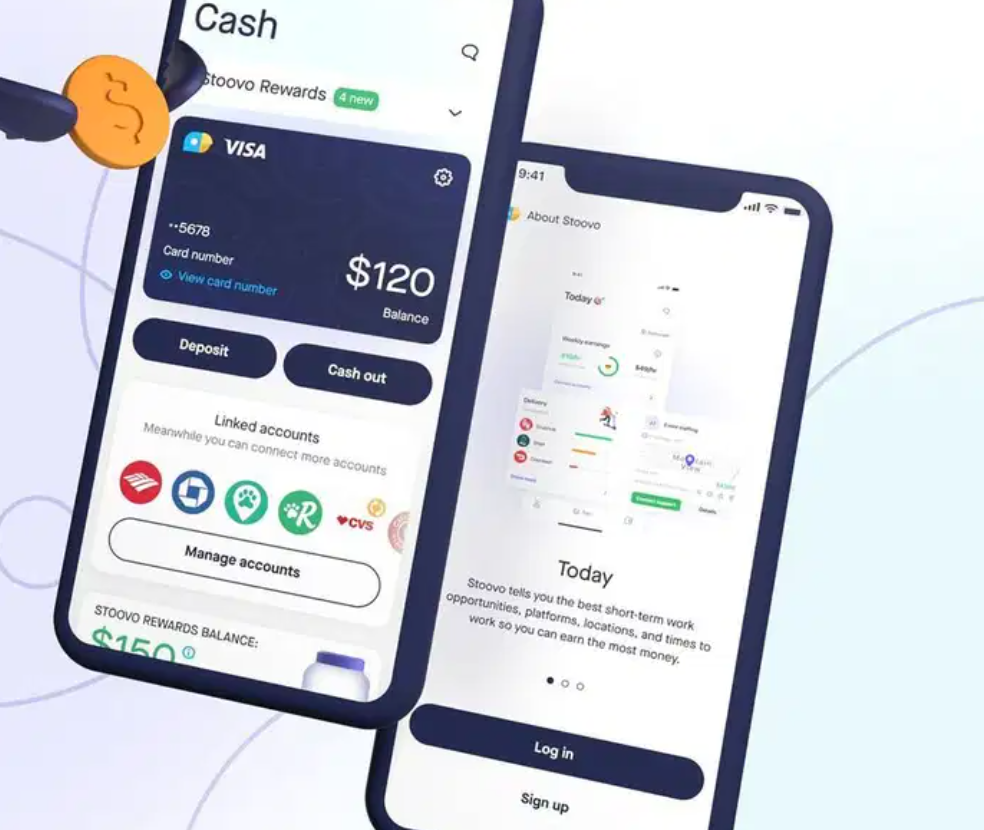 Cash
Stoovo Rewards 4 new
VISA
··5678
Card number
View card number
$120
Balance
Deposit
Cash out
Linked accounts
Meanwhile you can connect more accounts
CVS
Manage accounts
STOOVO REWARDS BALANCE:
$150
9:41
About Stoovo
Today
Weekly earnings
Delivery
Event staffing
Details
Today
Stoovo tells you the best short-term work
opportunities, platforms, locations, and times to
work so you can earn the most money.
Log in
Sign up